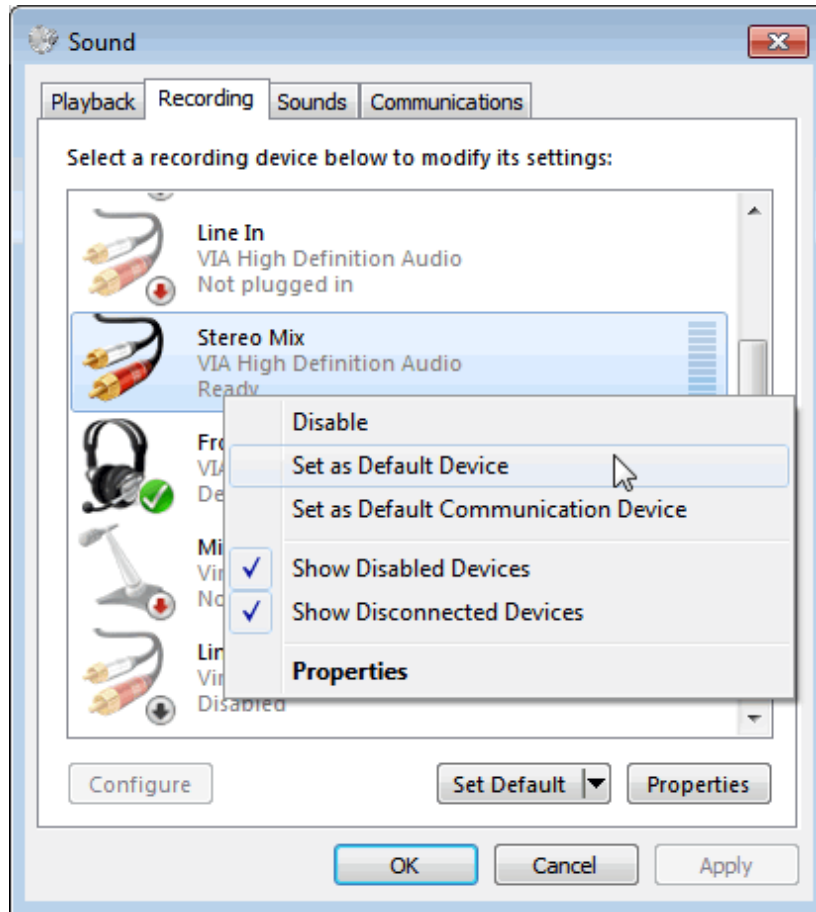 Sound
Playback Recording Sounds Communications
Select a recording device below to modify its settings:
Line In
VIA High Definition Audio
Not plugged in
Stereo Mix
VIA High Definition Audio
Ready
Disable
Set as Default Device
Set as Default Communication Device
Show Disabled Devices
Show Disconnected Devices
Properties
Disabled
Configure Set Default Properties
OK Cancel Apply